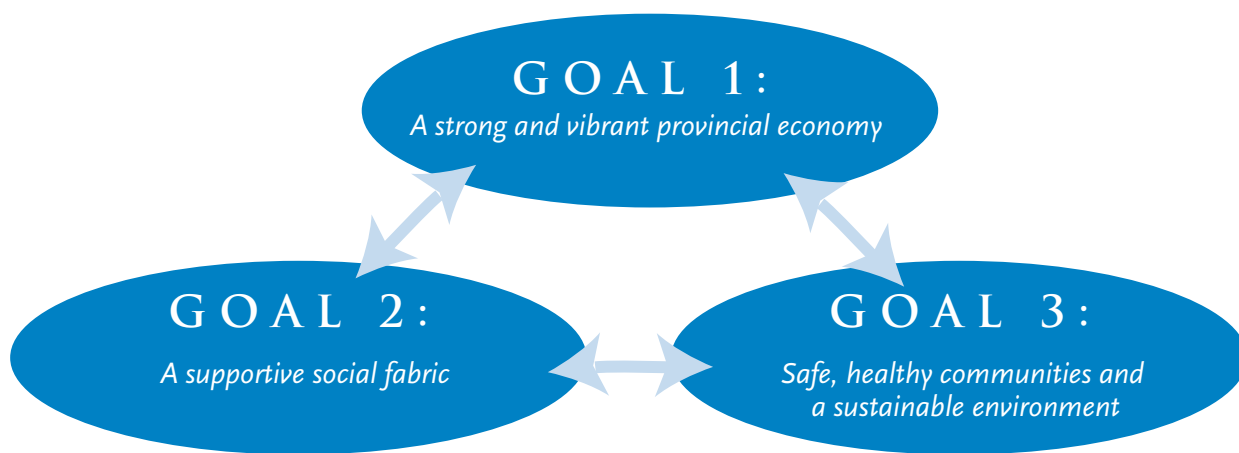 GOAL 1:
A strong and vibrant provincial economy
GOAL 2:
A supportive social fabric
GOAL 3:
Safe, healthy communities and
a sustainable environment